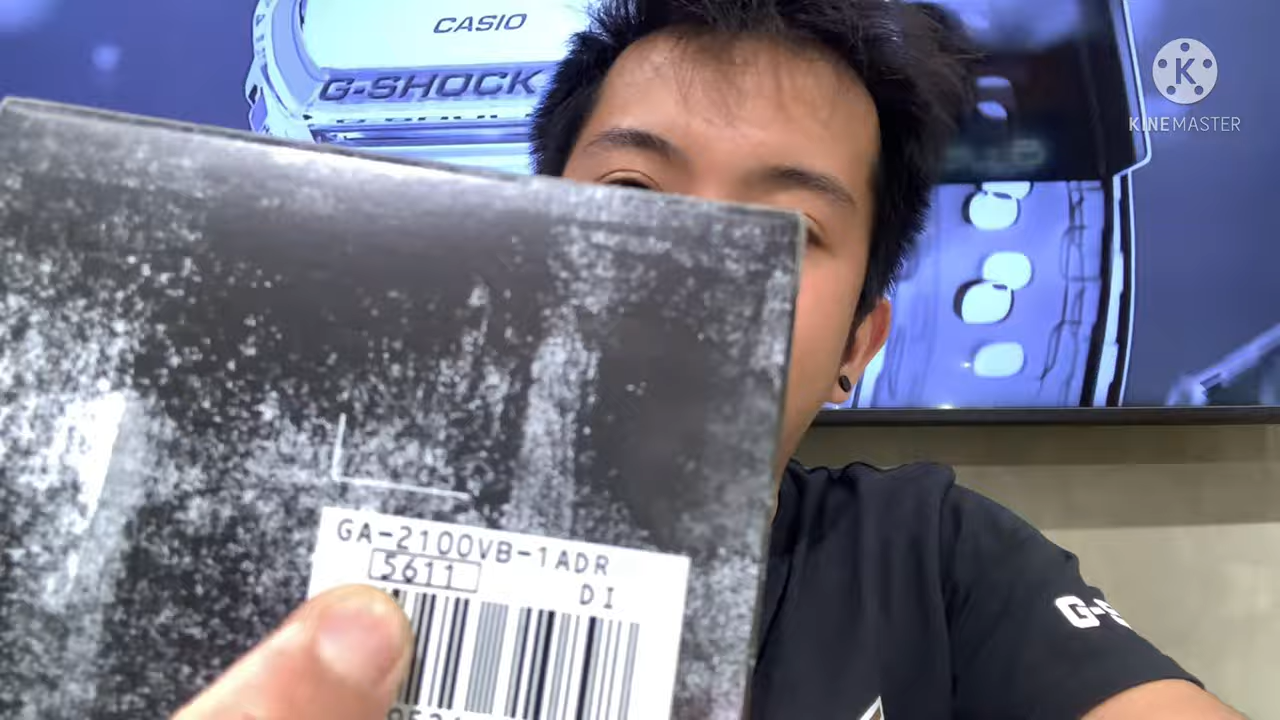 CASIO
G-SHOCK
KINEMASTER
GA-2100VB-1ADR
5611
DI
G-S